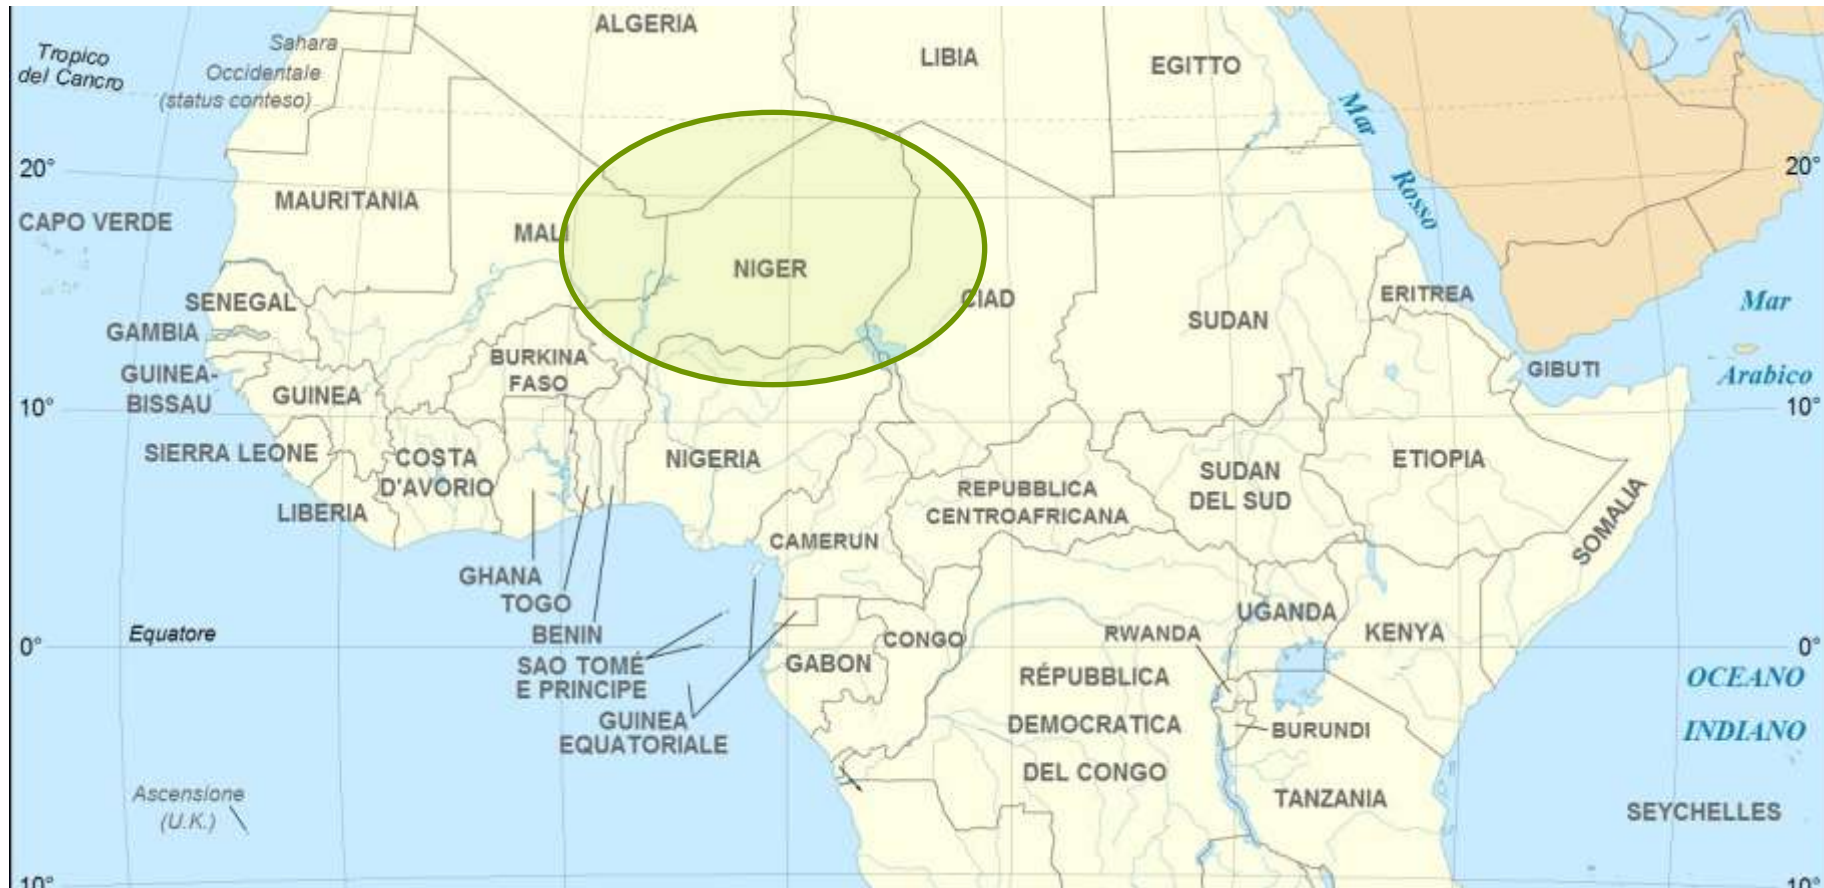 ALGERIA
LIBIA
EGITTO
Tropico
del Cancro
Sahara
Occidentale
(status conteso)
Mar
Rosso
20°
20°
MAURITANIA
CAPO VERDE
MALI
NIGER
CIAD
SUDAN
ERITREA
Mar
Arabico
SENEGAL
GAMBIA
GUINEA-
BISSAU
GUINEA
BURKINA
FASO
GIBUTI
10°
10°
SIERRA LEONE
COSTA
D'AVORIO
NIGERIA
REPUBBLICA
CENTROAFRICANA
SUDAN
DEL SUD
ETIOPIA
SOMALIA
LIBERIA
CAMERUN
GHANA
TOGO
BENIN
SAO TOMÉ
E PRINCIPE
GUINEA
EQUATORIALE
Equatore
0°
0°
GABON
CONGO
RÉPUBBLICA
DEMOCRATICA
DEL CONGO
RWANDA
UGANDA
KENYA
BURUNDI
TANZANIA
OCEANO
INDIANO
SEYCHELLES
Ascensione
(U.K.)
10°
10°